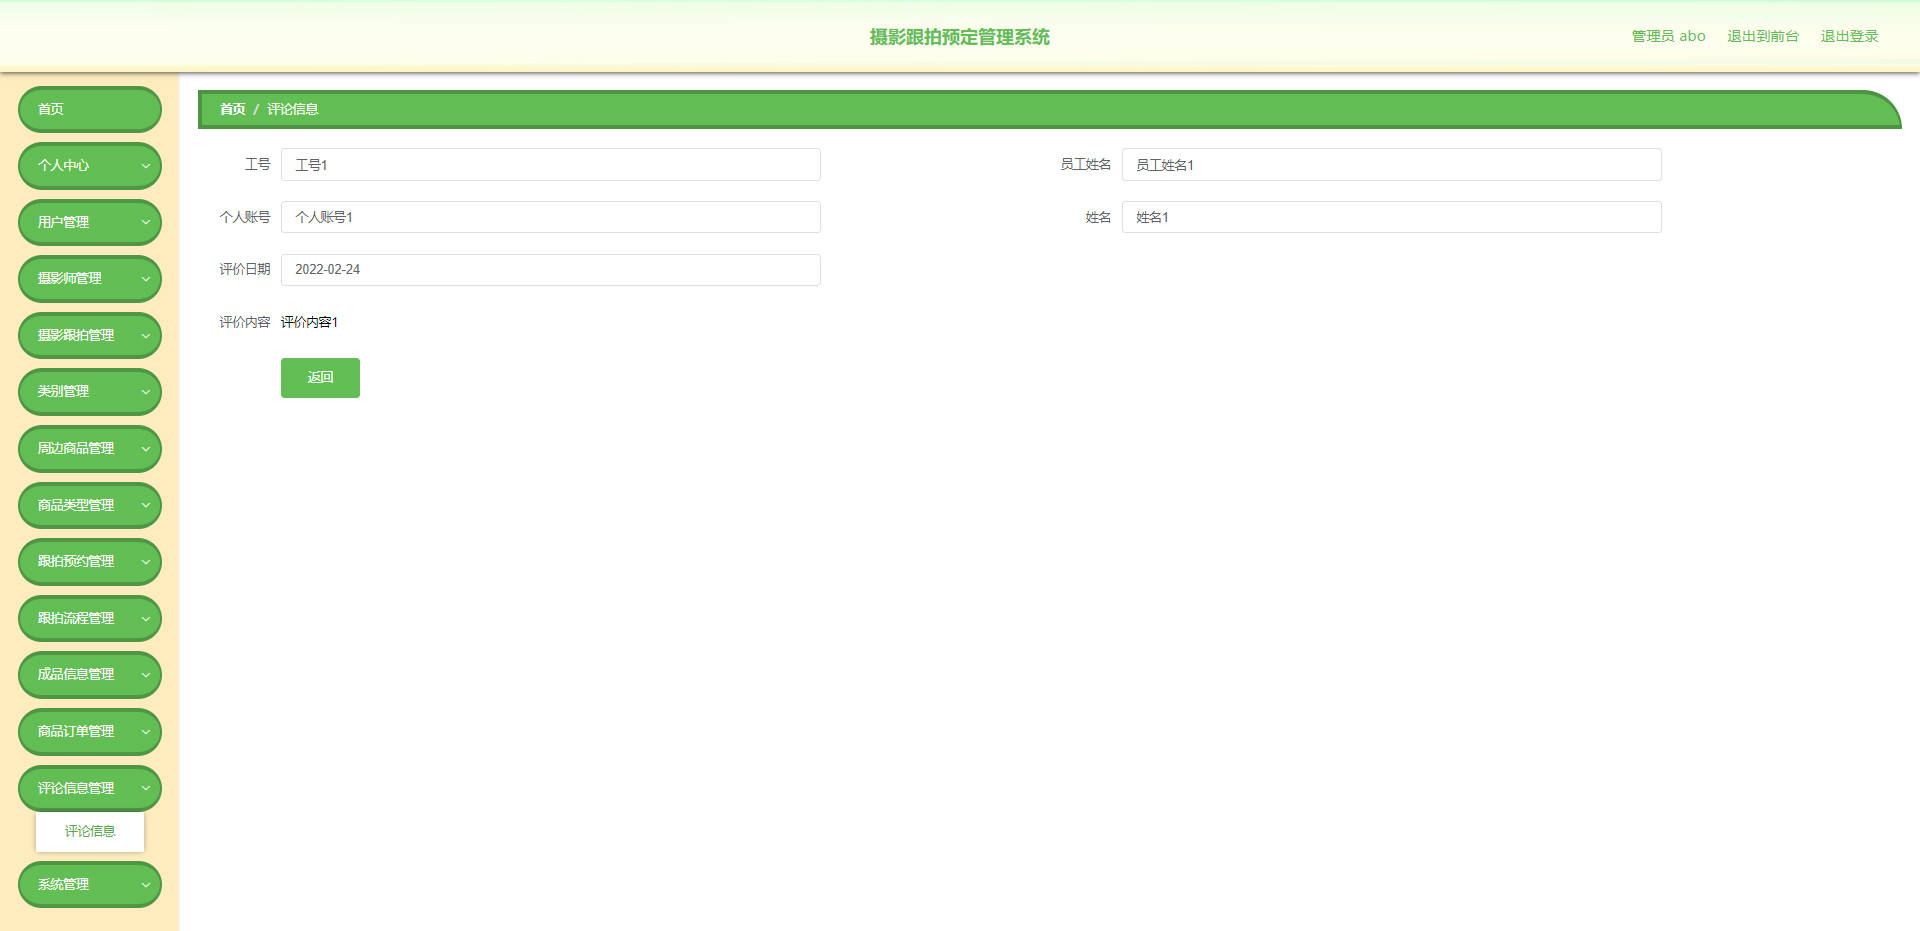 摄影跟拍预定管理系统
管理员 abo 退出到前台 退出登录
首页
个人中心
用户管理
摄影师管理
摄影跟拍管理
类别管理
周边商品管理
商品类型管理
跟拍预约管理
跟拍流程管理
成品信息管理
商品订单管理
评论信息管理
评论信息
系统管理
首页 / 评论信息
工号 工号1 员工姓名 员工姓名1
个人账号 个人账号1 姓名 姓名1
评价日期 2022-02-24
评价内容 评价内容1
返回